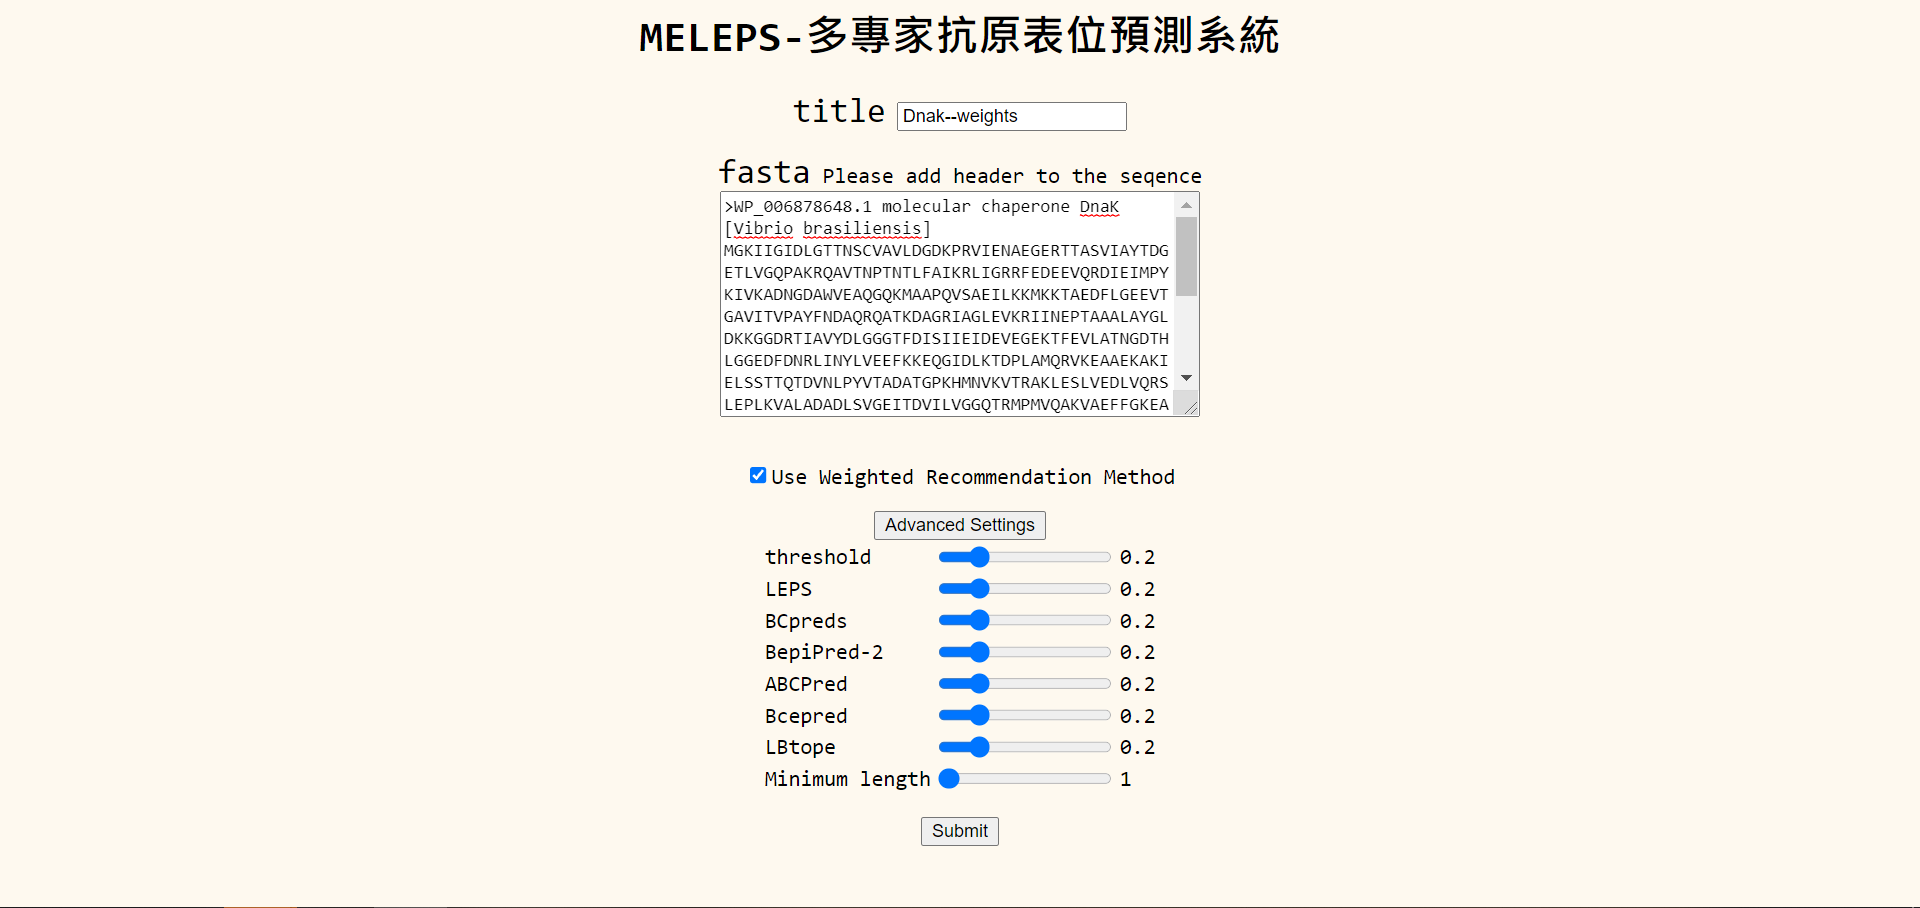 MELEPS-多專家抗原表位預測系統
title Dnak--weights
fasta Please add header to the seqence
>WP_006878648.1 molecular chaperone DnaK
[Vibrio brasiliensis]
MGKIIGIDLGTTNSCVAVLDGDKPRVIENAEGERTTASVIAYTDG
ETLVGQPAKRQAVTNPTNTLFAIKRLIGRRFEDEEVQRDIEIMPY
KIVKADNGDAWVEAQGQKMAAPQVSAEILKKMKKTAEDFLGEEVT
GAVITVPAYFNDAQRQATKDAGRIAGLEVKRIINEPTAAALAYGL
DKKGGDRTIAVYDLGGGTFDISIIEIDEVEGEKTFEVLATNGDTH
LGGEDFDNRLINYLVEEFKKEQGIDLKTDPLAMQRVKEAAEKAKI
ELSSTTQTDVNLPYVTADATGPKHMNVKVTRAKLESLVEDLVQRS
LEPLKVALADADLSVGEITDVILVGGQTRMPMVQAKVAEFFGKEA
Use Weighted Recommendation Method
Advanced Settings
threshold 0.2
LEPS 0.2
BCpreds 0.2
BepiPred-2 0.2
ABCPred 0.2
Bcepred 0.2
LBtope 0.2
Minimum length 1
Submit